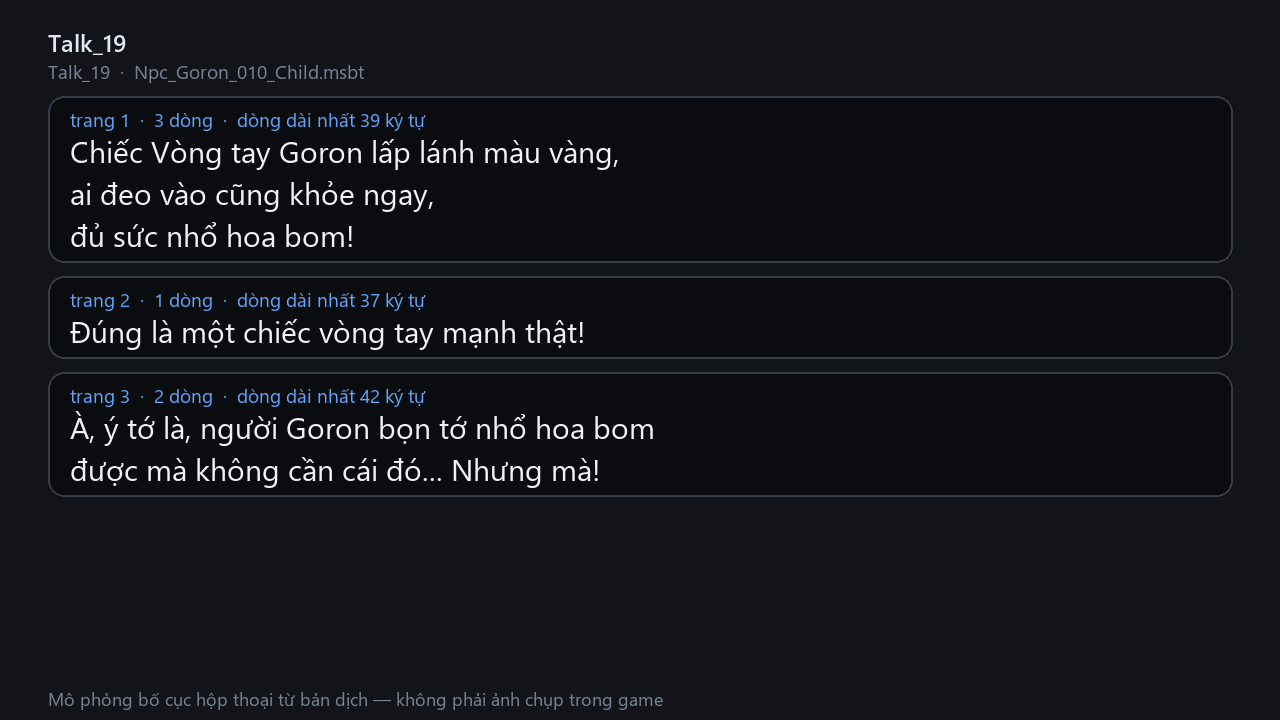 Talk_19
Talk_19 · Npc_Goron_010_Child.msbt
trang 1 · 3 dòng · dòng dài nhất 39 ký tự
Chiếc Vòng tay Goron lấp lánh màu vàng,
ai đeo vào cũng khỏe ngay,
đủ sức nhổ hoa bom!
trang 2 · 1 dòng · dòng dài nhất 37 ký tự
Đúng là một chiếc vòng tay mạnh thật!
trang 3 · 2 dòng · dòng dài nhất 42 ký tự
À, ý tớ là, người Goron bọn tớ nhổ hoa bom
được mà không cần cái đó... Nhưng mà!
Mô phỏng bố cục hộp thoại từ bản dịch — không phải ảnh chụp trong game